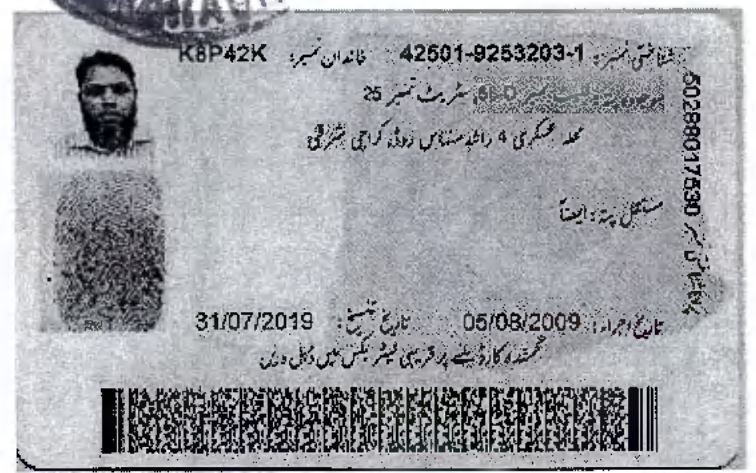 شناختی نمبر: 42501-9253203-1 خاندان نمبر: K8P42K
سٹریٹ نمبر 25
محلہ عسکری 4 راشد منہاس روڈ، کراچی شرقی
مستقل پتہ: ایضاً
تاریخ اجراء: 05/08/2009 تاریخ تنسیخ: 31/07/2019
گمشدہ کارڈ ملنے پر قریبی لیٹر بکس میں ڈال دیں
50288017530